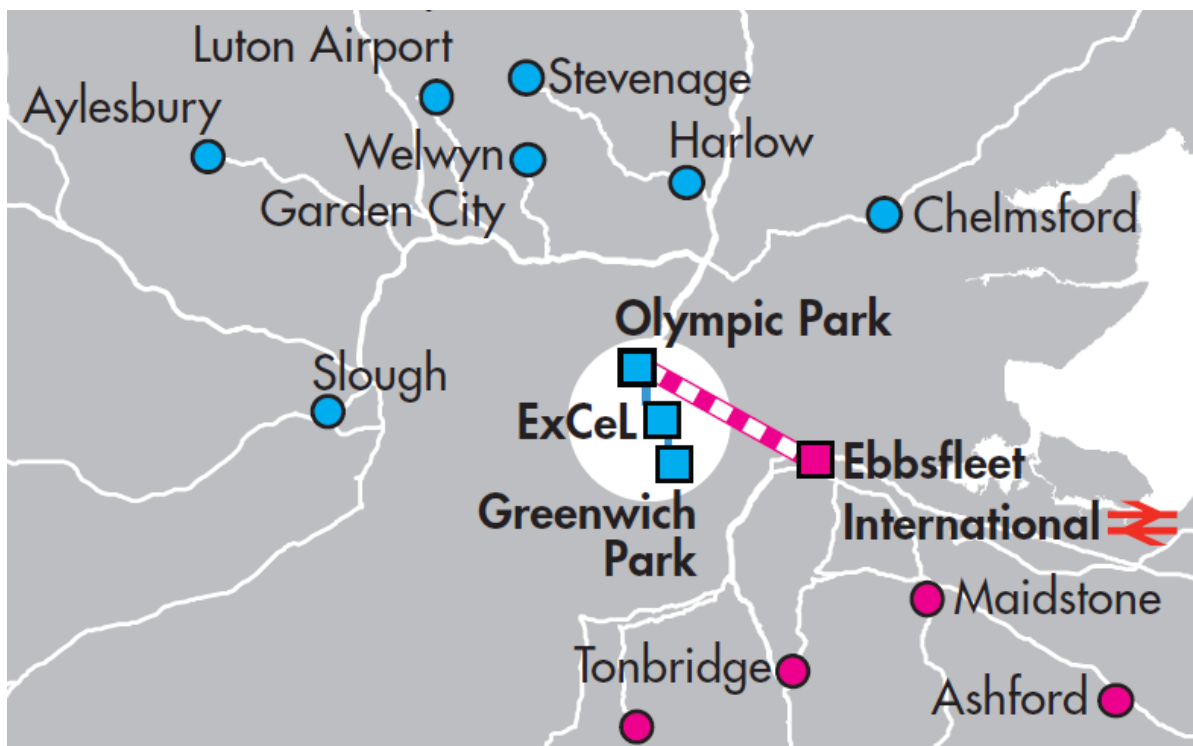 Luton Airport
Stevenage
Aylesbury
Welwyn
Garden City
Harlow
Chelmsford
Olympic Park
Slough
ExCeL
Ebbsfleet
International
Greenwich
Park
Maidstone
Tonbridge
Ashford